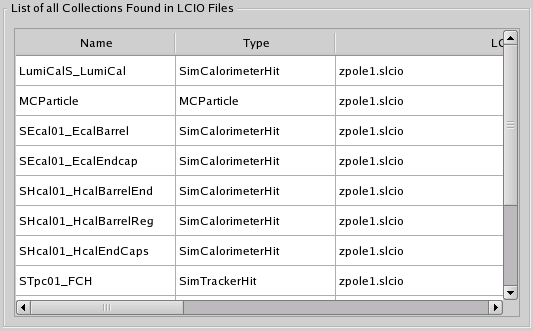 List of all Collections Found in LCIO Files
Name Type LC
LumiCalS_LumiCal SimCalorimeterHit zpole1.slcio
MCParticle MCParticle zpole1.slcio
SEcal01_EcalBarrel SimCalorimeterHit zpole1.slcio
SEcal01_EcalEndcap SimCalorimeterHit zpole1.slcio
SHcal01_HcalBarrelEnd SimCalorimeterHit zpole1.slcio
SHcal01_HcalBarrelReg SimCalorimeterHit zpole1.slcio
SHcal01_HcalEndCaps SimCalorimeterHit zpole1.slcio
STpc01_FCH SimTrackerHit zpole1.slcio